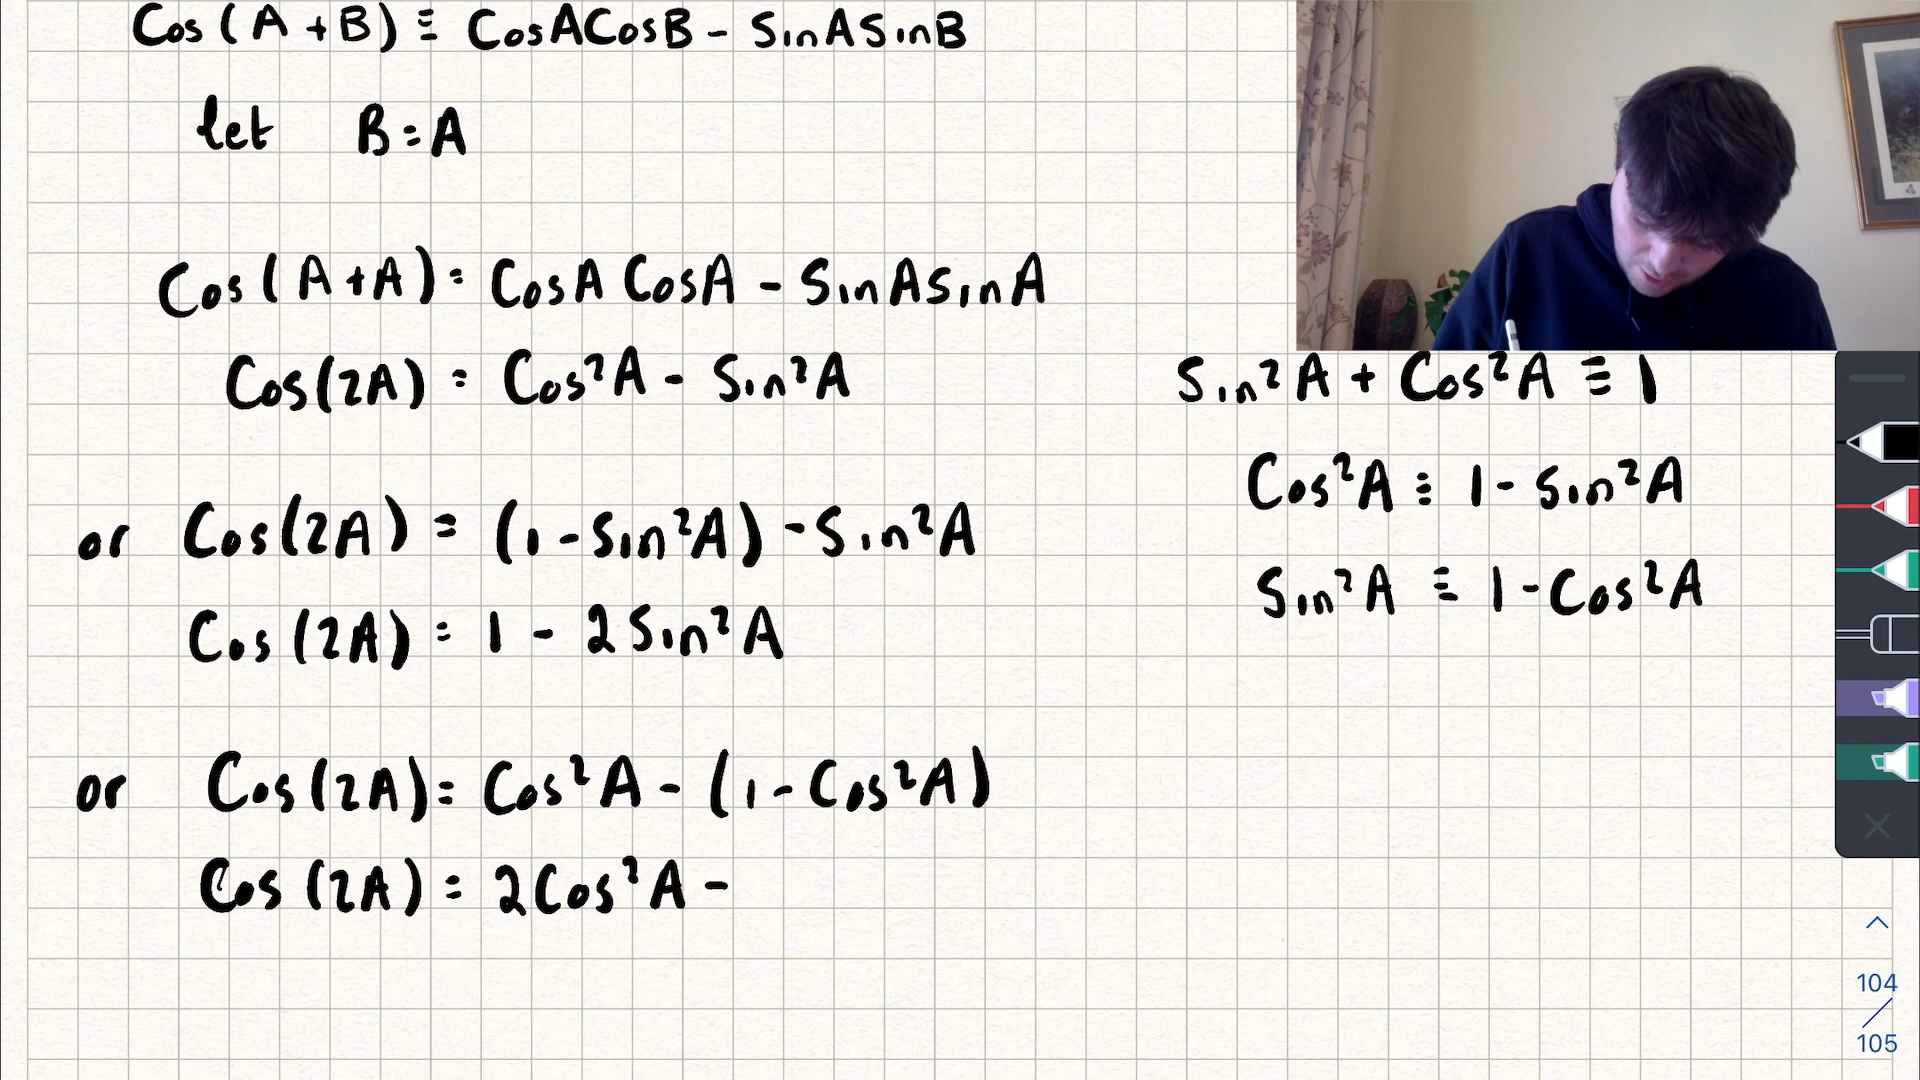 Cos(A+B) ≡ CosACosB - SinASinB
let B=A
Cos(A+A) = CosA CosA - SinASinA
Cos(2A) = Cos²A - Sin²A
or Cos(2A) = (1-Sin²A) - Sin²A
Cos(2A) = 1 - 2Sin²A
or Cos(2A) = Cos²A - (1-Cos²A)
Cos(2A) = 2Cos²A -
Sin²A + Cos²A ≡ 1
Cos²A ≡ 1 - Sin²A
Sin²A ≡ 1 - Cos²A
104
/
105